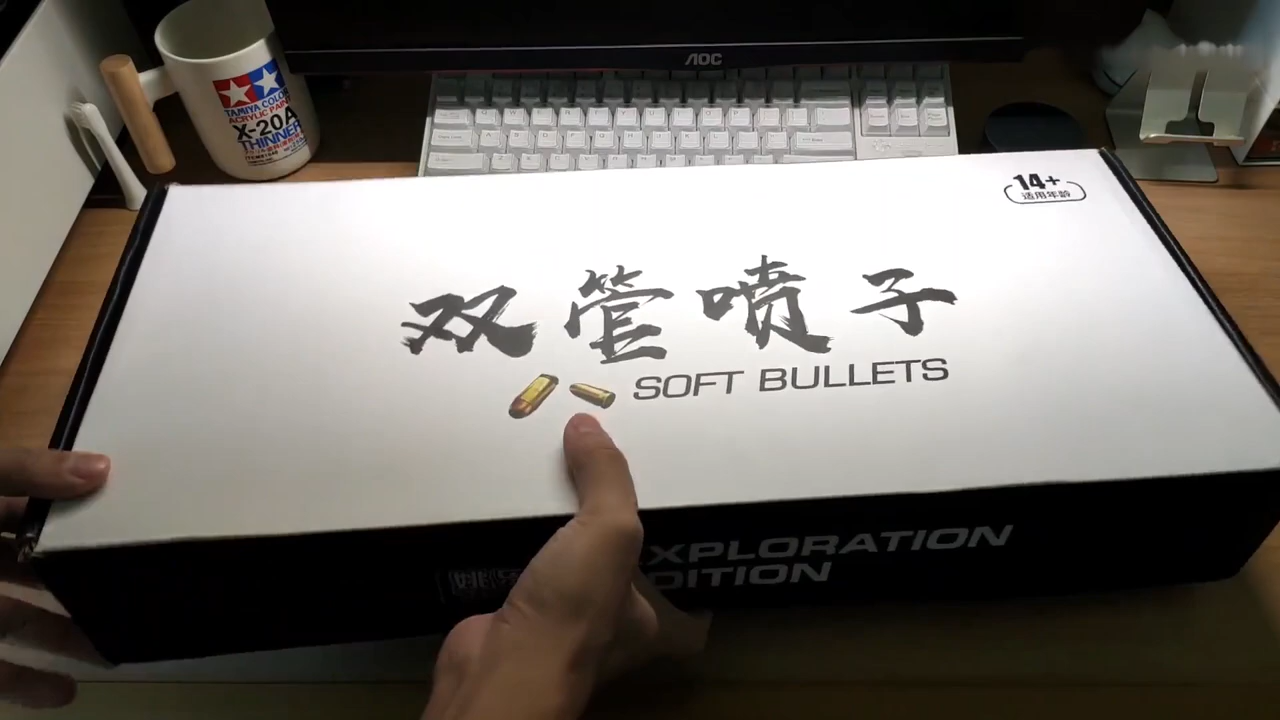 AOC
TAMIYA COLOR
ACRYLIC PAINT
X-20A
THINNER
14+
适用年龄
双管喷子
SOFT BULLETS
XPLORATION
DITION